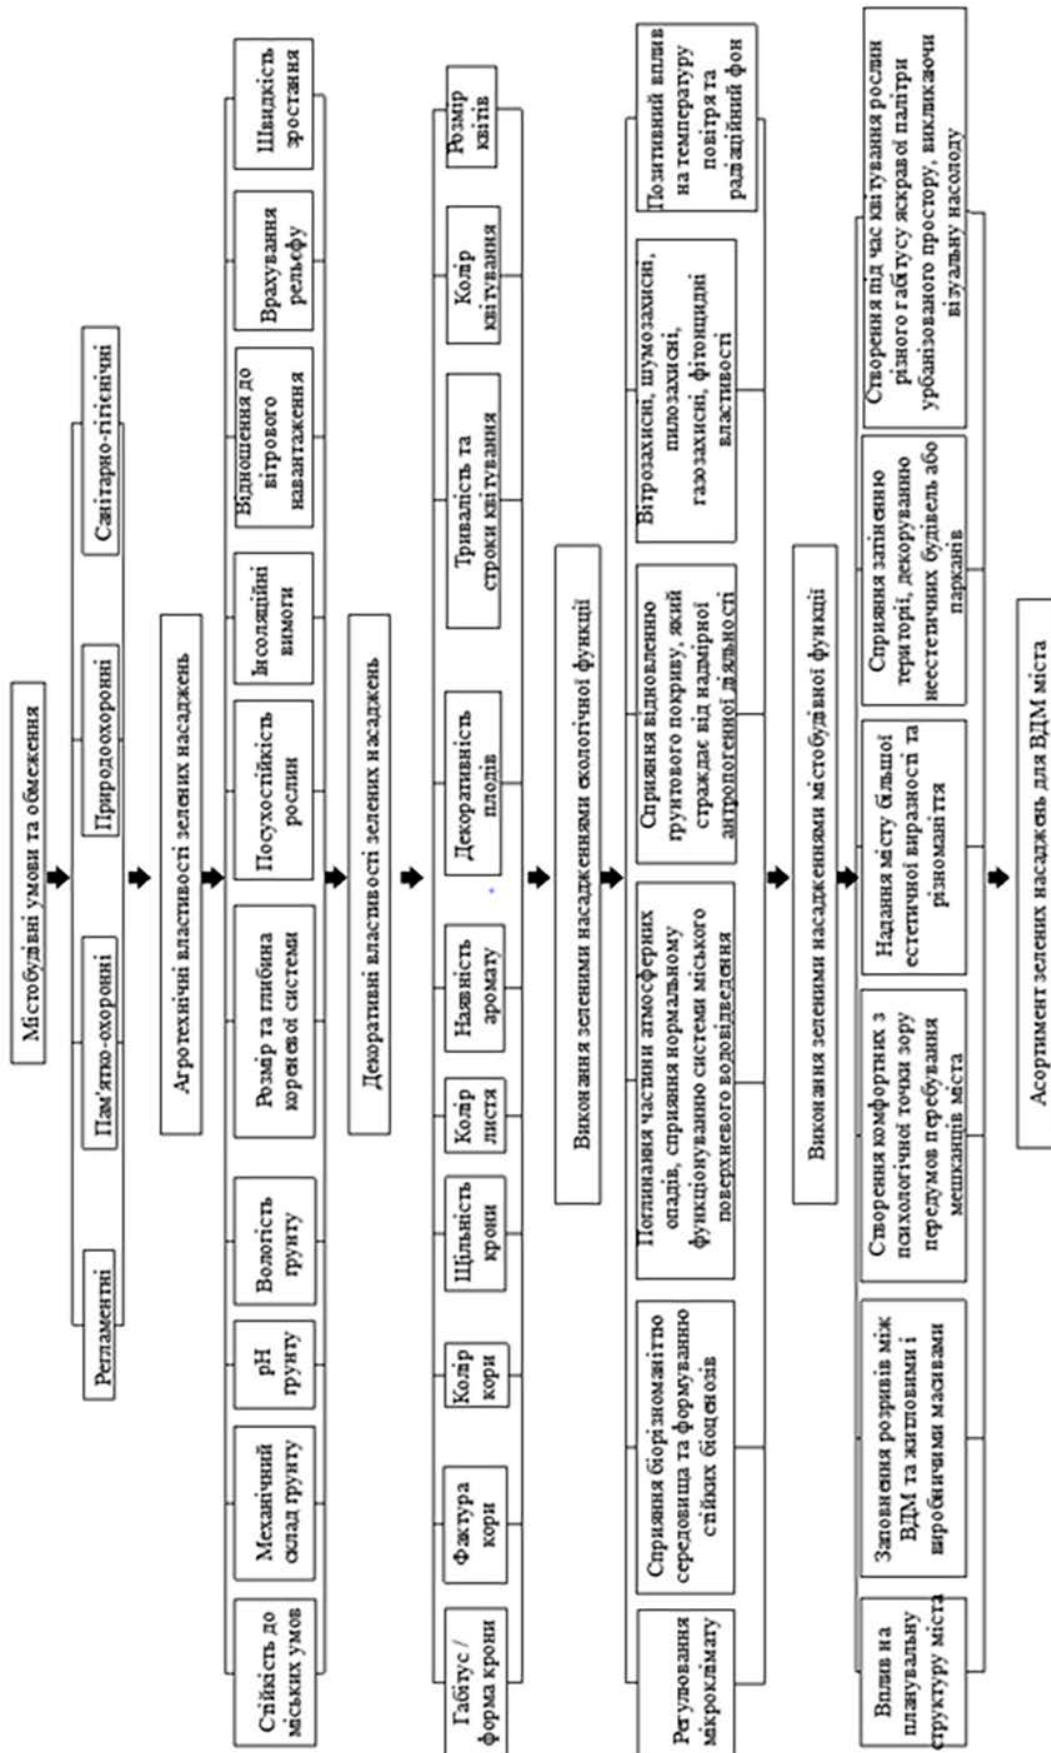 Містобудівні умови та обмеження
Регламентні
Пам'ятко-охоронні
Природоохоронні
Санітарно-гігієнічні
Агротехнічні властивості зелених насаджень
Стійкість до
міських умов
Механічний
склад ґрунту
pH
ґрунту
Вологість
ґрунту
Розмір та глибина
кореневої системи
Посухостійкість
рослин
Інсоляційні
вимоги
Відношення до
вітрового
навантаження
Врахування
рельєфу
Швидкість
зростання
Декоративні властивості зелених насаджень
Габітус /
форма крони
Фактура
кори
Колір
кори
Щільність
крони
Колір
листя
Наявність
аромату
Декоративність
плодів
Тривалість та
строки квітування
Колір
квітування
Розмір
квітів
Виконання зеленими насадженнями екологічної функції
Регулювання
мікроклімату
Сприяння біорізноманіттю
середовища та формуванню
стійких біоценозів
Поглинання частини атмосферних
опадів, сприяння нормальному
функціонуванню системи міського
поверхневого водовідведення
Сприяння відновленню
ґрунтового покриву, який
страждає від надмірної
антропогенної діяльності
Вітрозахисні, шумозахисні,
пилозахисні,
газозахисні, фітонцидні
властивості
Позитивний вплив
на температуру
повітря та
радіаційний фон
Виконання зеленими насадженнями містобудівної функції
Вплив на
планувальну
структуру міста
Заповнення розривів між
ВДМ та житловими і
виробничими масивами
Створення комфортних з
психологічної точки зору
передумов перебування
мешканців міста
Надання місту більшої
естетичної виразності та
різноманіття
Сприяння затіненню
території, декоруванню
неестетичних будівель або
парканів
Створення під час квітування рослин
різного габітусу яскравої палітри
урбанізованого простору, викликаючи
візуальну насолоду
Асортимент зелених насаджень для ВДМ міста